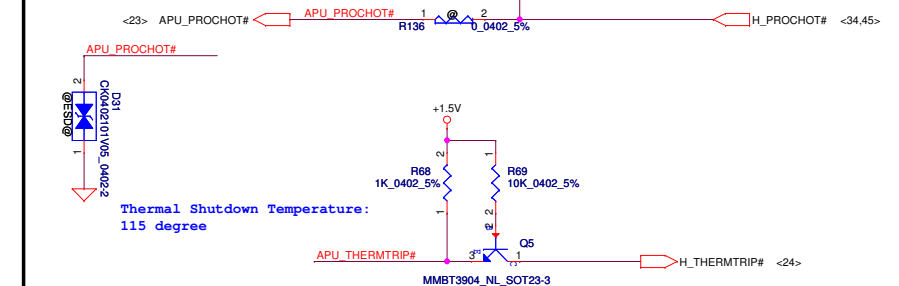 <23> APU_PROCHOT# APU_PROCHOT# 1 @ 2 H_PROCHOT# <34,45>
R136 0_0402_5%
APU_PROCHOT#
2
D31
CK0402101V05_0402-2
@ESD@
1
+1.5V
2 1
R68 R69
1K_0402_5% 10K_0402_5%
1 2
Thermal Shutdown Temperature:
115 degree
2
Q5
APU_THERMTRIP# 3 1 H_THERMTRIP# <24>
MMBT3904_NL_SOT23-3